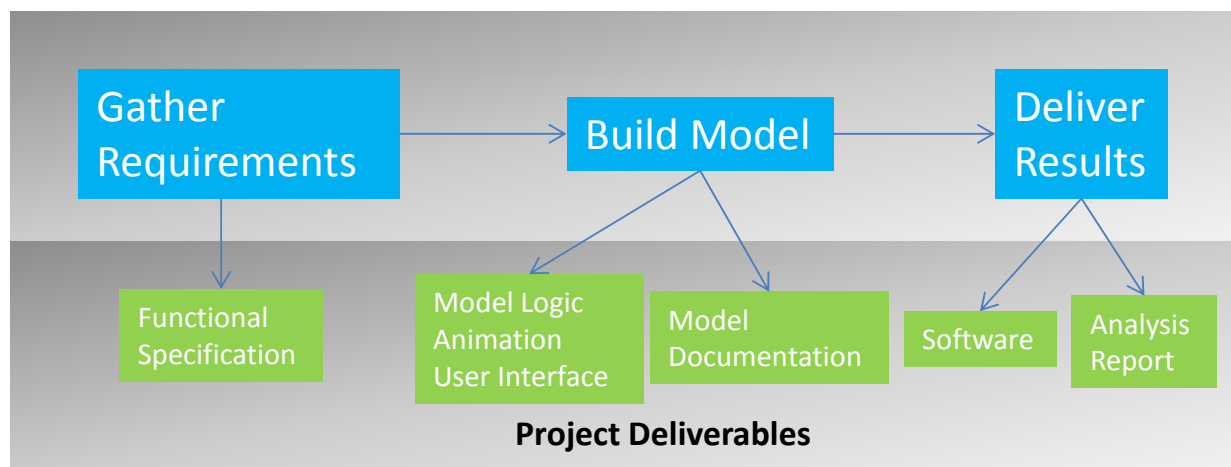 Gather
Requirements
Build Model
Deliver
Results
Functional
Specification
Model Logic
Animation
User Interface
Model
Documentation
Software
Analysis
Report
Project Deliverables